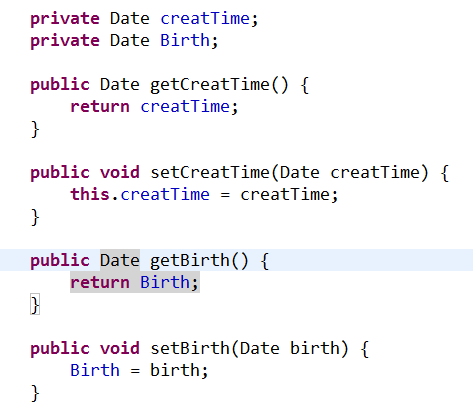 private Date creatTime;
private Date Birth;
public Date getCreatTime() {
return creatTime;
}
public void setCreatTime(Date creatTime) {
this.creatTime = creatTime;
}
public Date getBirth() {
return Birth;
}
public void setBirth(Date birth) {
Birth = birth;
}